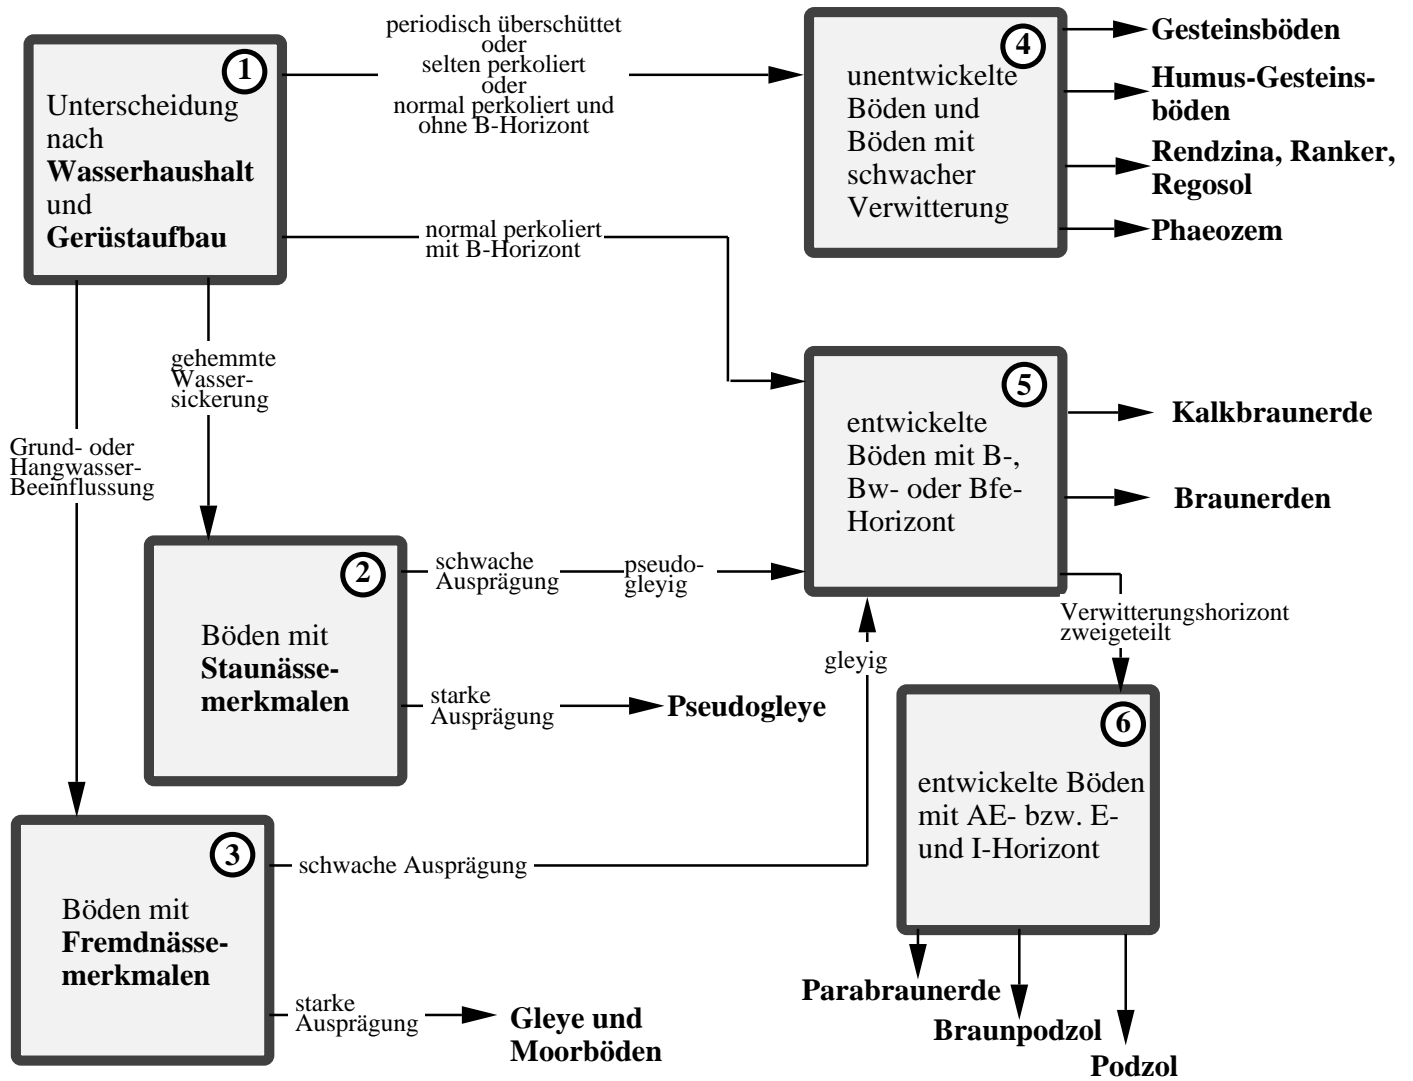 1
Unterscheidung
nach
Wasserhaushalt
und
Gerüstaufbau
periodisch überschüttet
oder
selten perkoliert
oder
normal perkoliert und
ohne B-Horizont
normal perkoliert
mit B-Horizont
4
unentwickelte
Böden und
Böden mit
schwacher
Verwitterung
Gesteinsböden
Humus-Gesteins-
böden
Rendzina, Ranker,
Regosol
Phaeozem
gehemmte
Wasser-
sickerung
Grund- oder
Hangwasser-
Beeinflussung
5
entwickelte
Böden mit B-,
Bw- oder Bfe-
Horizont
Kalkbraunerde
Braunerden
2
Böden mit
Staunässe-
merkmalen
schwache
Ausprägung
pseudo-
gleyig
starke
Ausprägung
Pseudogleye
gleyig
Verwitterungshorizont
zweigeteilt
6
entwickelte Böden
mit AE- bzw. E-
und I-Horizont
3
Böden mit
Fremdnässe-
merkmalen
schwache Ausprägung
starke
Ausprägung
Gleye und
Moorböden
Parabraunerde
Braunpodzol
Podzol